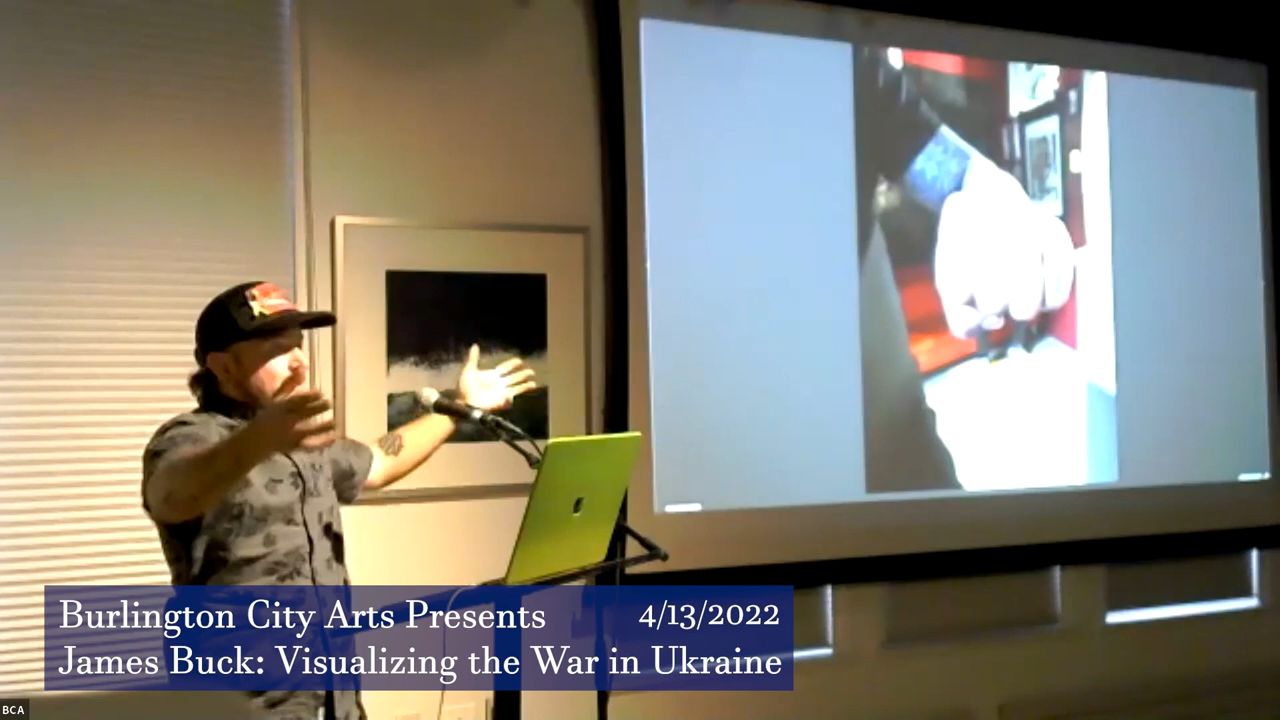 Burlington City Arts Presents 4/13/2022
James Buck: Visualizing the War in Ukraine
BCA